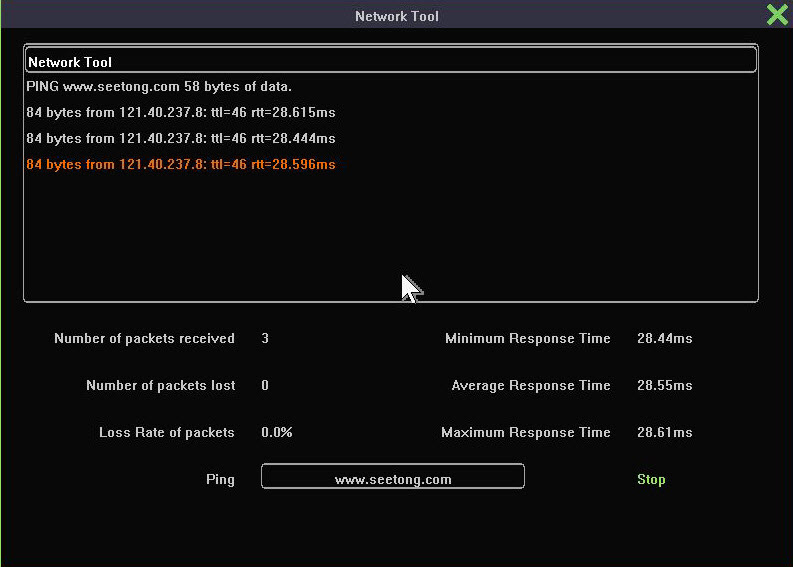 Network Tool
Network Tool
PING www.seetong.com 58 bytes of data.
84 bytes from 121.40.237.8: ttl=46 rtt=28.615ms
84 bytes from 121.40.237.8: ttl=46 rtt=28.444ms
84 bytes from 121.40.237.8: ttl=46 rtt=28.596ms
Number of packets received 3 Minimum Response Time 28.44ms
Number of packets lost 0 Average Response Time 28.55ms
Loss Rate of packets 0.0% Maximum Response Time 28.61ms
Ping www.seetong.com Stop